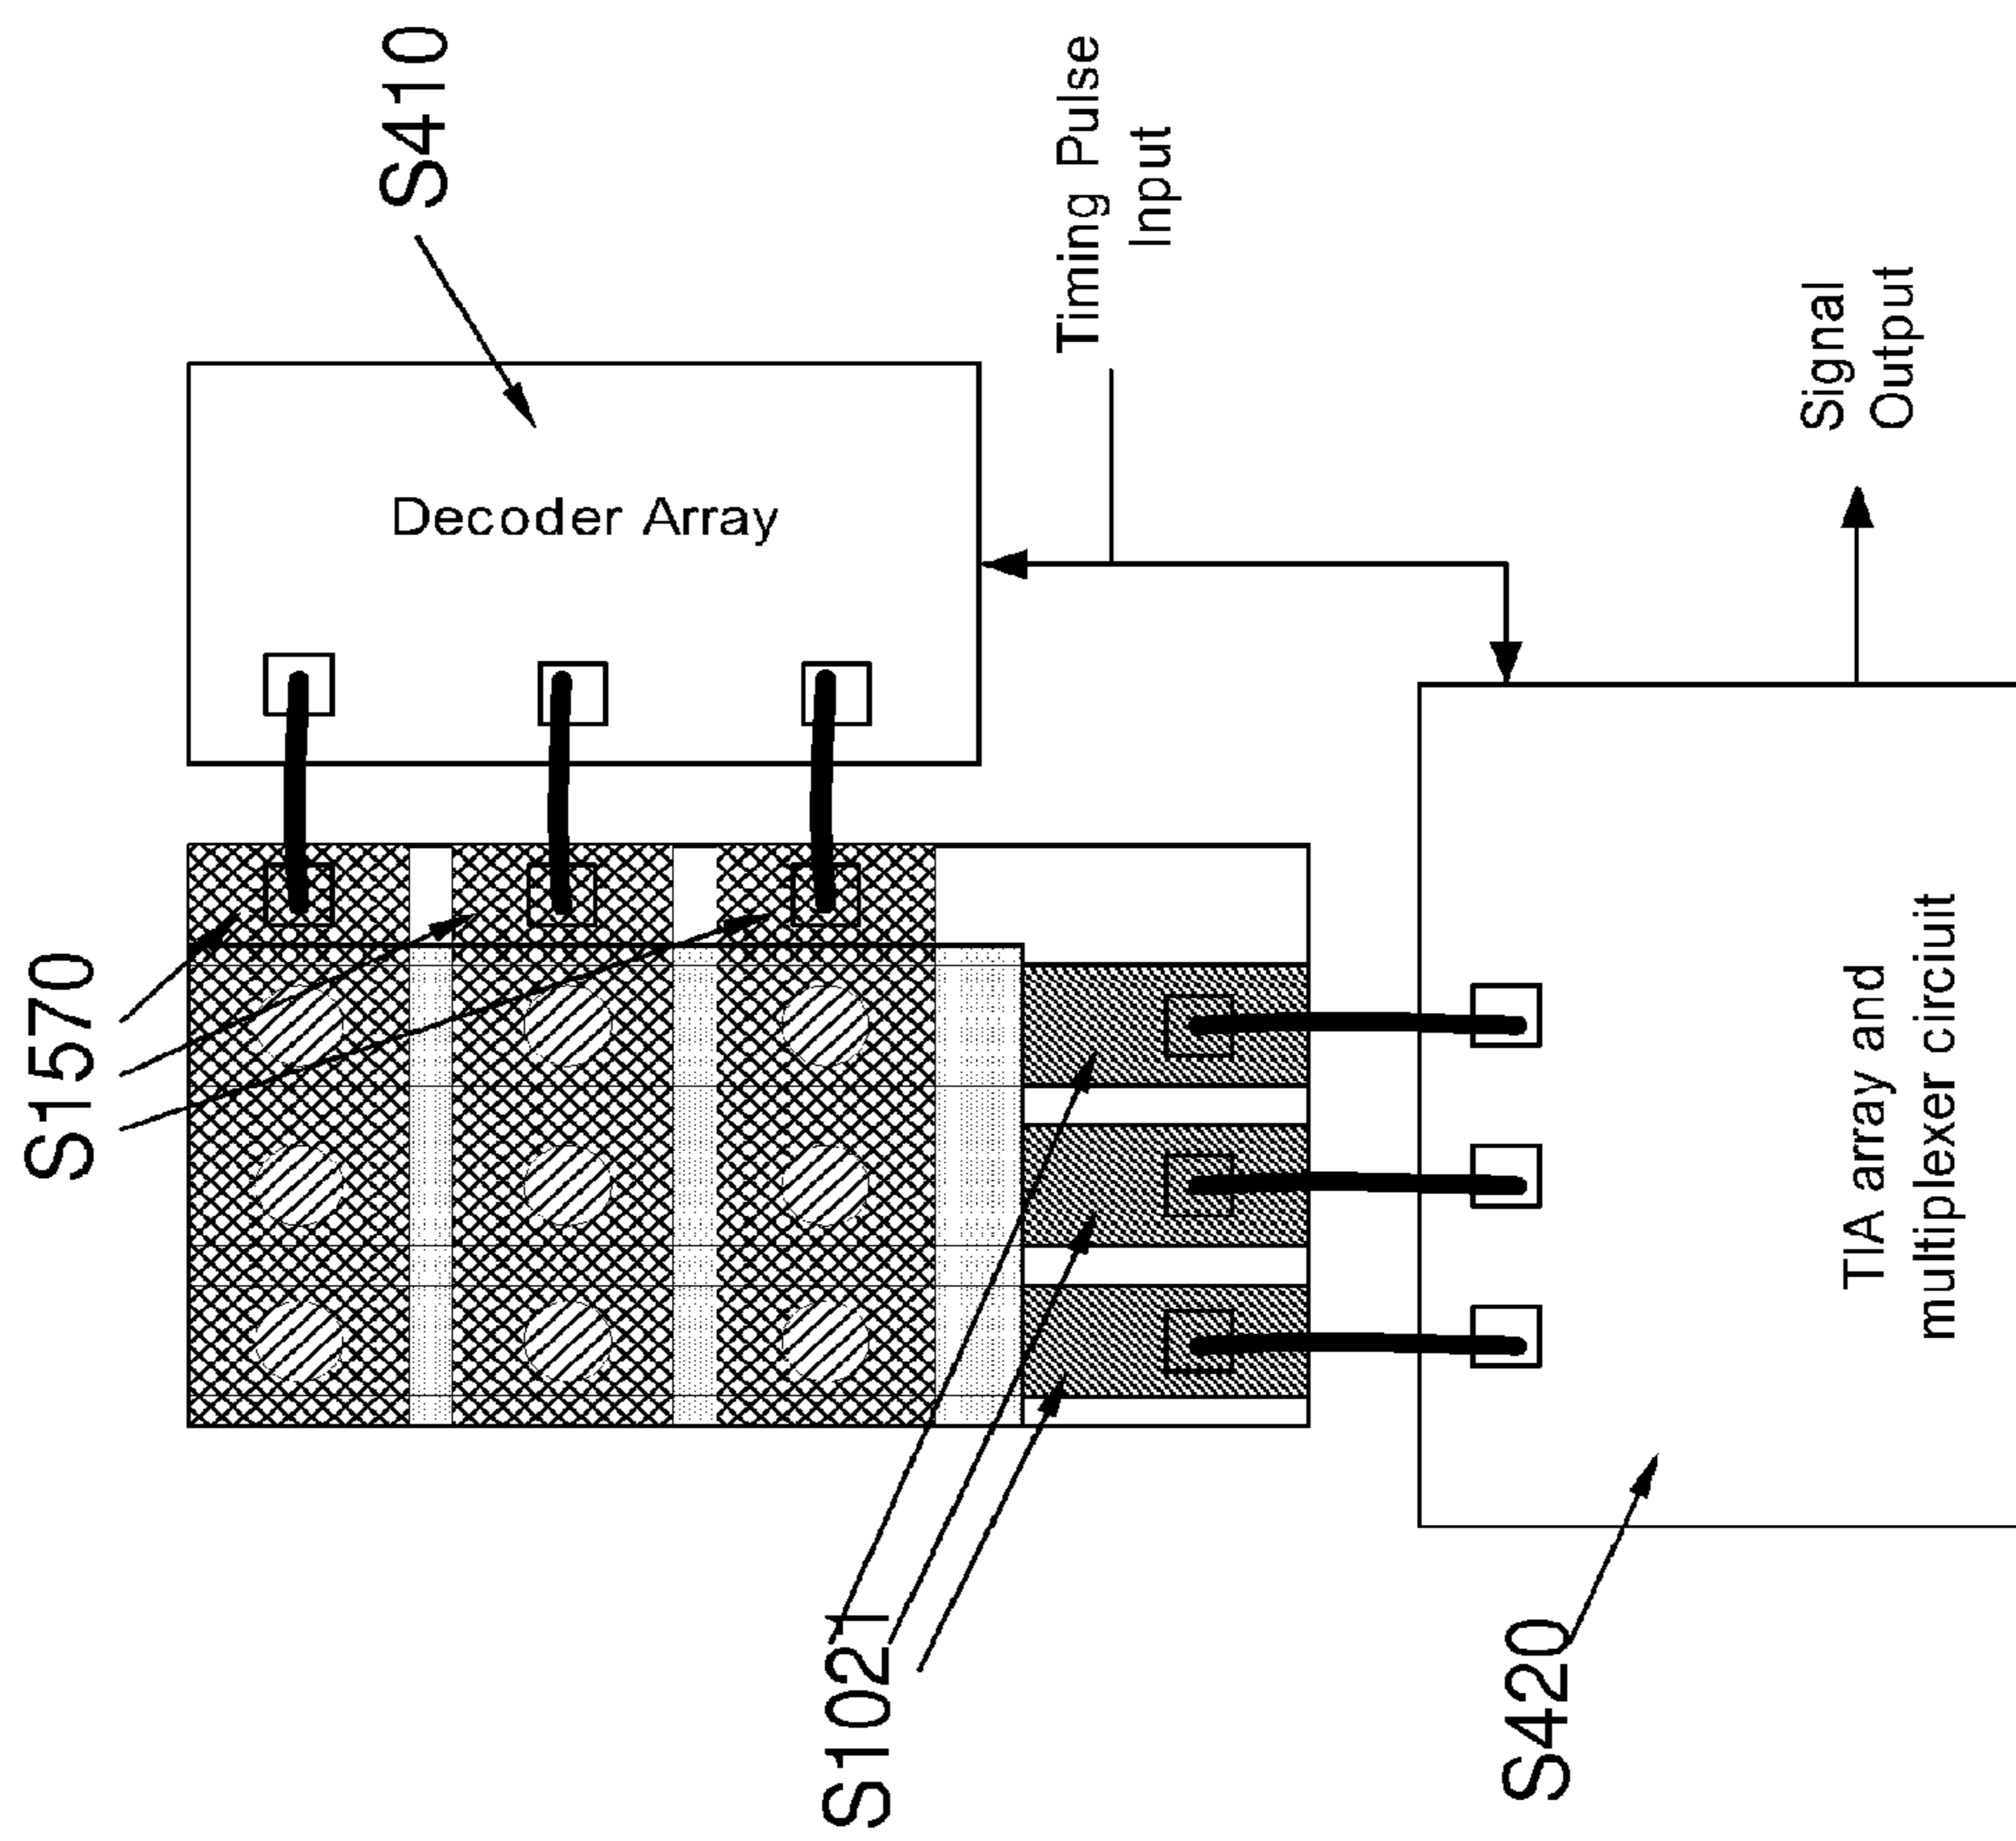 S410
Timing Pulse
Input
Signal
Output
Decoder Array
S1570
TIA array and
multiplexer circiuit
S1021
S420